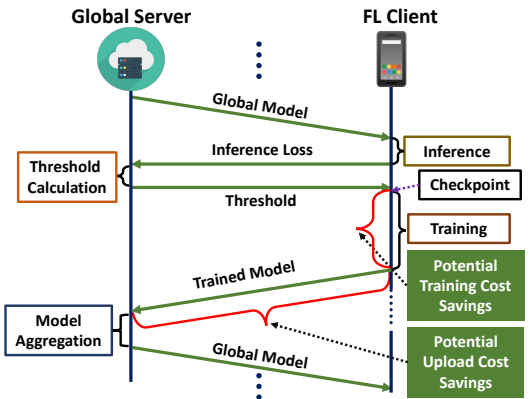 Global Server
FL Client
Global Model
Inference Loss
Inference
Threshold
Calculation
Checkpoint
Threshold
Training
Trained Model
Potential
Training Cost
Savings
Model
Aggregation
Global Model
Potential
Upload Cost
Savings